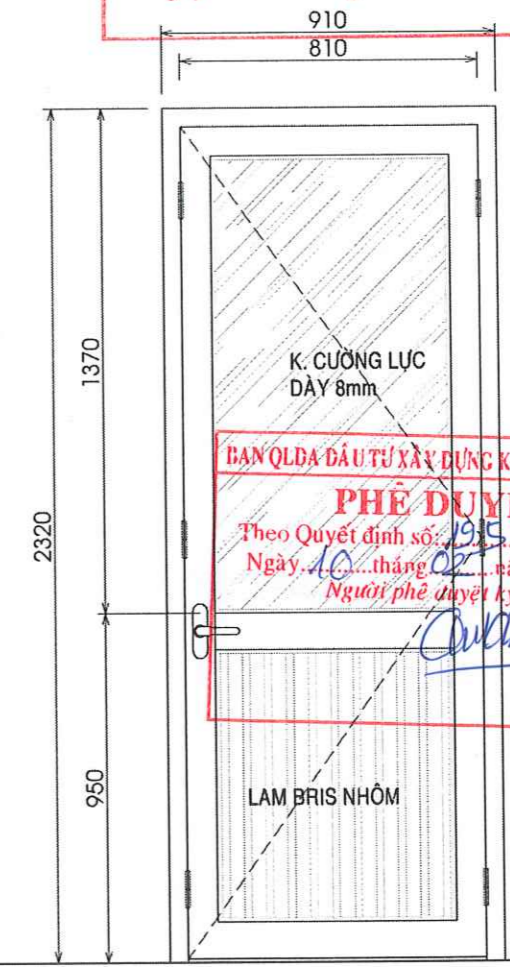 910
810
2320
1370
950
K. CƯỜNG LỰC
DÀY 8mm
BAN QLDA ĐẦU TƯ XÂY DỰNG K
PHÊ DUY
Theo Quyết định số:
Ngày 10 tháng 02
Người phê duyệt ký
LAM BRIS NHÔM